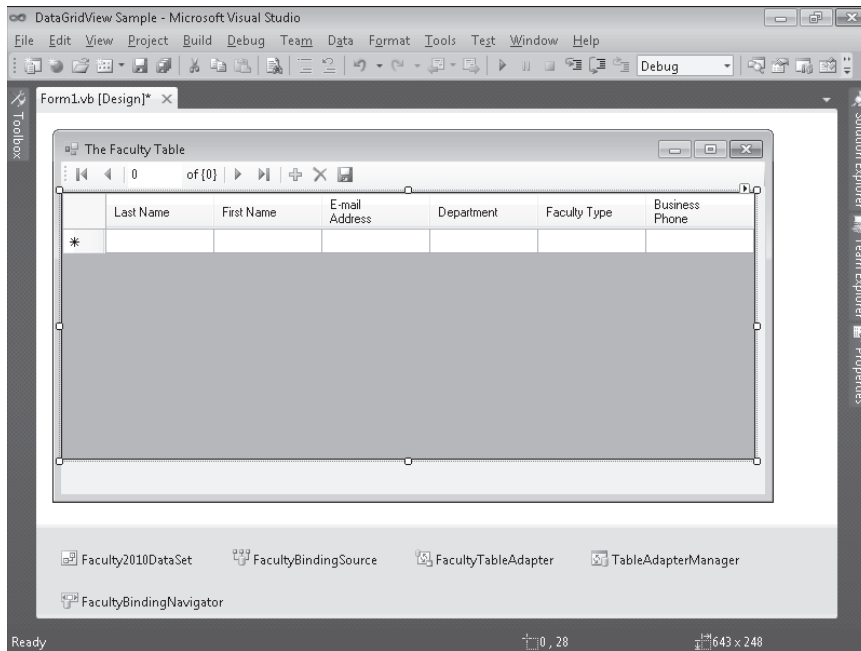 DataGridView Sample - Microsoft Visual Studio
File Edit View Project Build Debug Team Data Format Tools Test Window Help
Debug
Toolbox
Form1.vb [Design]*
Solution Explorer
Team Explorer
Properties
The Faculty Table
0 of {0}
Last Name First Name E-mail Address Department Faculty Type Business Phone
Faculty2010DataSet FacultyBindingSource FacultyTableAdapter TableAdapterManager
FacultyBindingNavigator
Ready 0 , 28 643 x 248